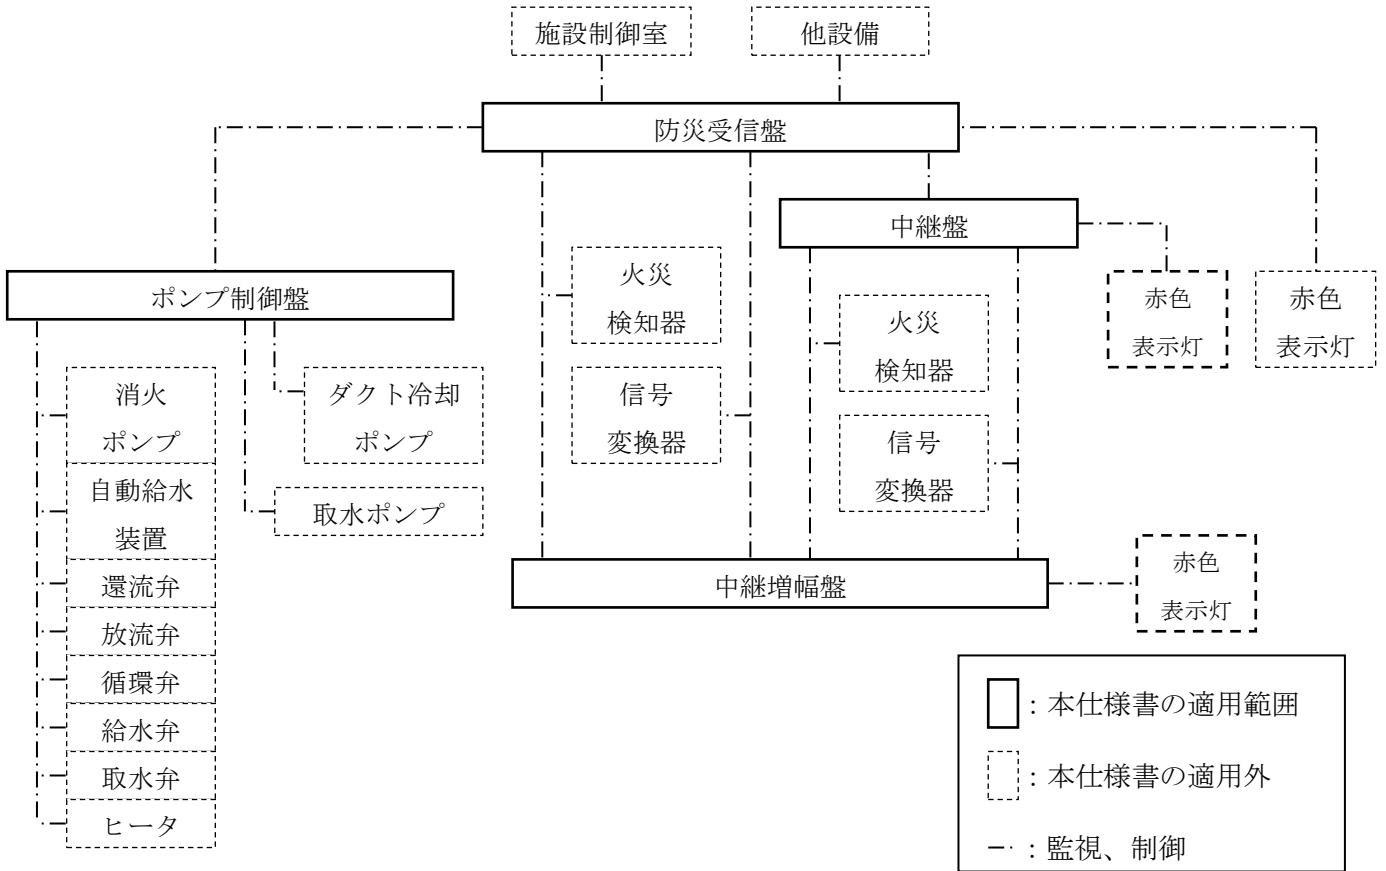 施設制御室
他設備
防災受信盤
中継盤
ポンプ制御盤
火災
検知器
火災
検知器
赤色
表示灯
赤色
表示灯
消火
ポンプ
ダクト冷却
ポンプ
信号
変換器
信号
変換器
自動給水
装置
取水ポンプ
還流弁
放流弁
循環弁
給水弁
取水弁
ヒータ
中継増幅盤
赤色
表示灯
：本仕様書の適用範囲
：本仕様書の適用外
：監視、制御